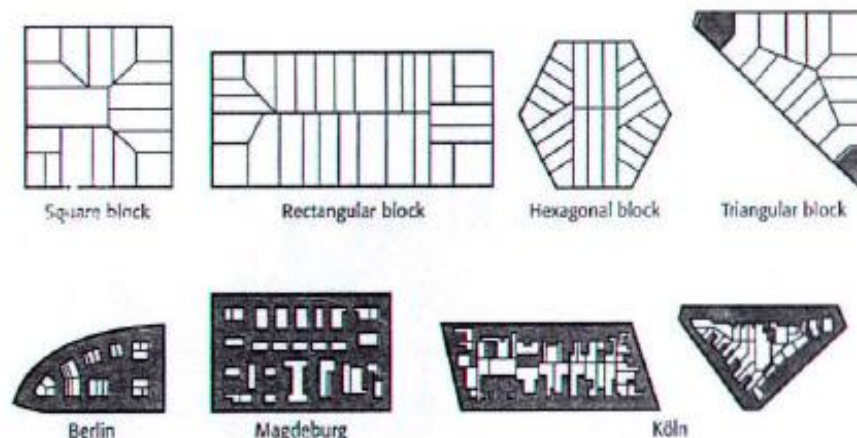 Square block
Rectangular block
Hexagonal block
Triangular block
Berlin
Magdeburg
Köln